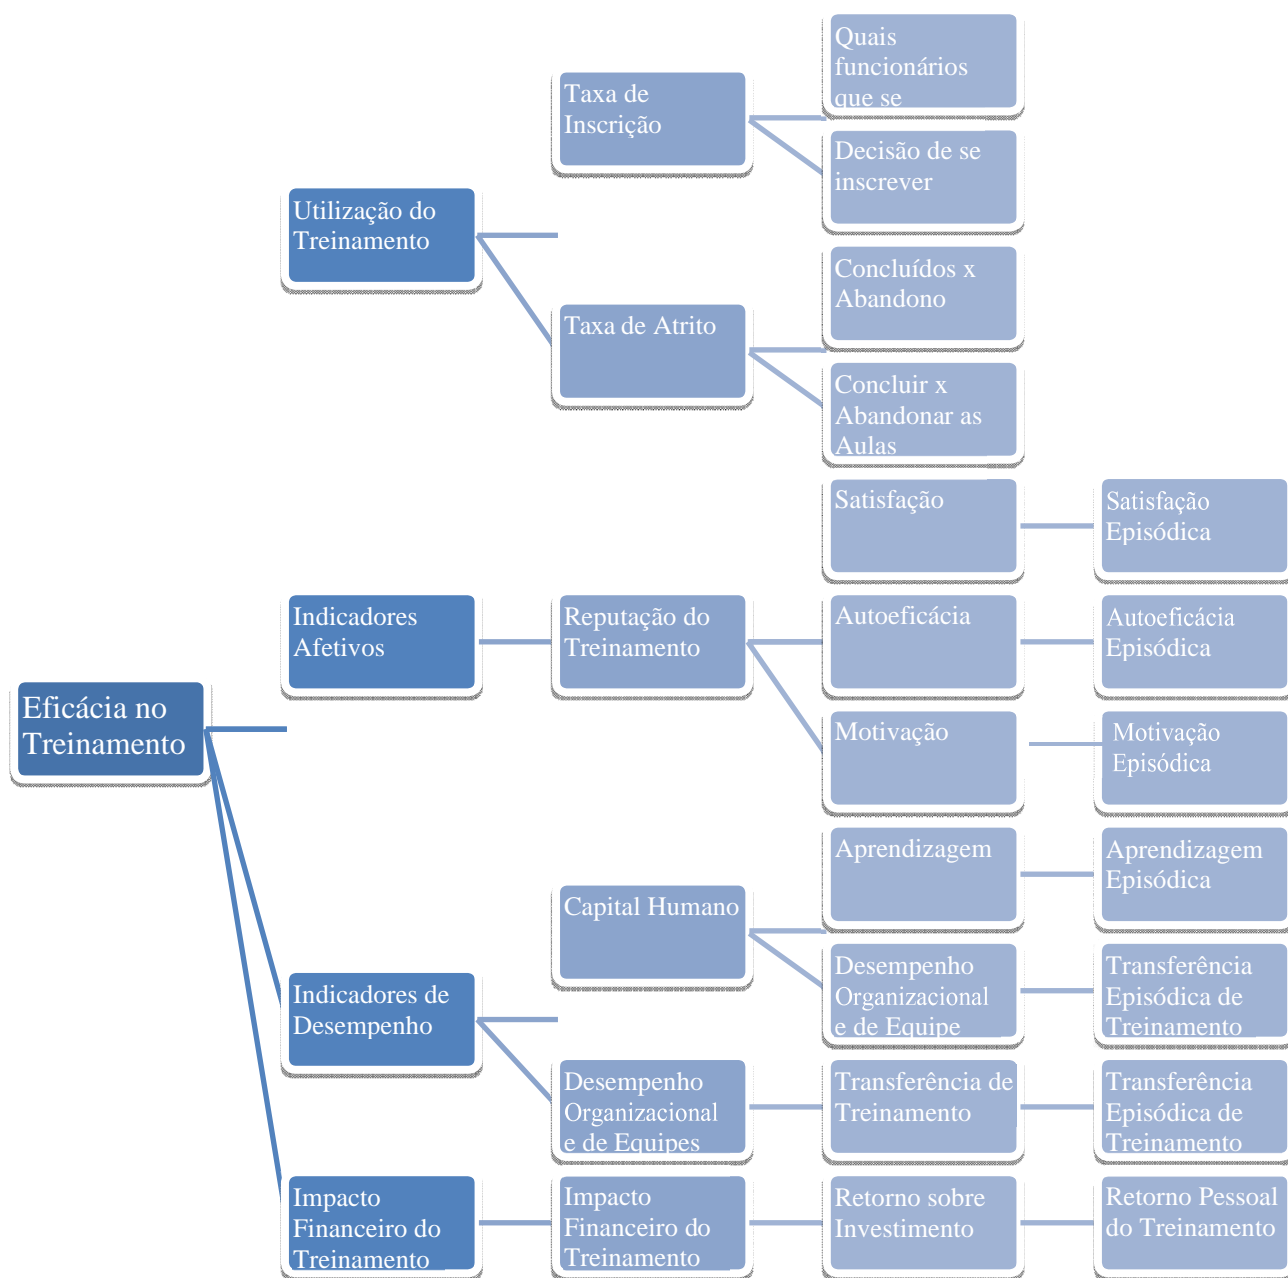 Quais
funcionários
que se
Taxa de
Inscrição
Decisão de se
inscrever
Utilização do
Treinamento
Concluídos x
Abandono
Taxa de Atrito
Concluir x
Abandonar as
Aulas
Satisfação
Satisfação
Episódica
Indicadores
Afetivos
Reputação do
Treinamento
Autoeficácia
Autoeficácia
Episódica
Eficácia no
Treinamento
Motivação
Motivação
Episódica
Aprendizagem
Aprendizagem
Episódica
Capital Humano
Desempenho
Organizacional
e de Equipe
Transferência
Episódica de
Treinamento
Indicadores de
Desempenho
Desempenho
Organizacional
e de Equipes
Transferência de
Treinamento
Transferência
Episódica de
Treinamento
Impacto
Financeiro do
Treinamento
Impacto
Financeiro do
Treinamento
Retorno sobre
Investimento
Retorno Pessoal
do Treinamento